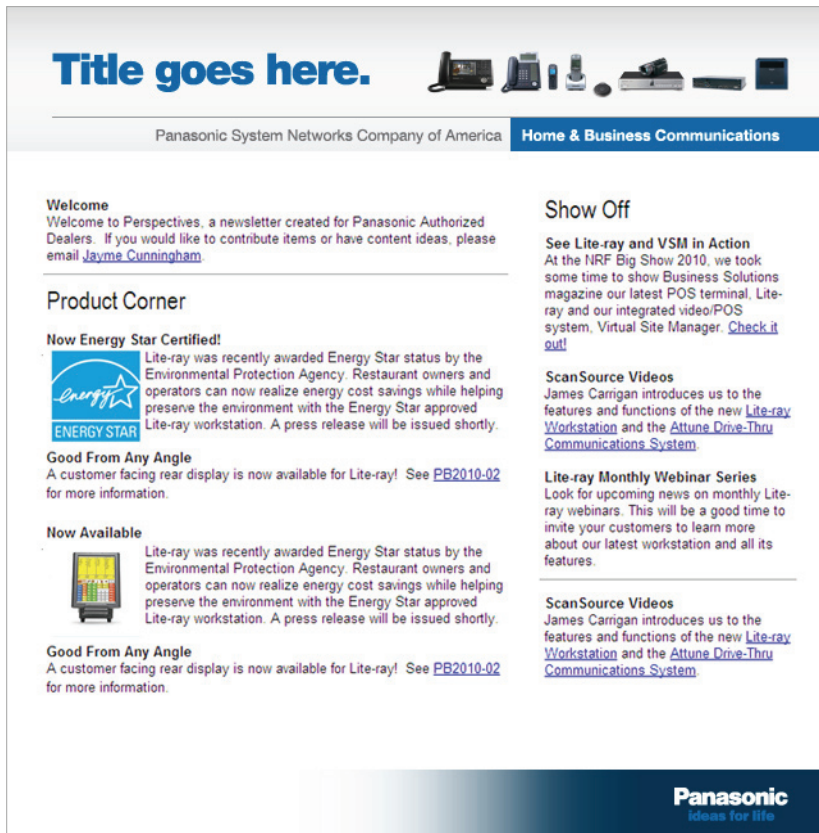 Title goes here.
Panasonic System Networks Company of America
Home & Business Communications
Welcome
Welcome to Perspectives, a newsletter created for Panasonic Authorized
Dealers. If you would like to contribute items or have content ideas, please
email Jayme Cunningham.
Product Corner
Now Energy Star Certified!
energy
ENERGY STAR
Lite-ray was recently awarded Energy Star status by the
Environmental Protection Agency. Restaurant owners and
operators can now realize energy cost savings while helping
preserve the environment with the Energy Star approved
Lite-ray workstation. A press release will be issued shortly.
Good From Any Angle
A customer facing rear display is now available for Lite-ray! See PB2010-02
for more information.
Now Available
Lite-ray was recently awarded Energy Star status by the
Environmental Protection Agency. Restaurant owners and
operators can now realize energy cost savings while helping
preserve the environment with the Energy Star approved
Lite-ray workstation. A press release will be issued shortly.
Good From Any Angle
A customer facing rear display is now available for Lite-ray! See PB2010-02
for more information.
Show Off
See Lite-ray and VSM in Action
At the NRF Big Show 2010, we took
some time to show Business Solutions
magazine our latest POS terminal, Lite-
ray and our integrated video/POS
system, Virtual Site Manager. Check it
out!
ScanSource Videos
James Carrigan introduces us to the
features and functions of the new Lite-ray
Workstation and the Attune Drive-Thru
Communications System.
Lite-ray Monthly Webinar Series
Look for upcoming news on monthly Lite-
ray webinars. This will be a good time to
invite your customers to learn more
about our latest workstation and all its
features.
ScanSource Videos
James Carrigan introduces us to the
features and functions of the new Lite-ray
Workstation and the Attune Drive-Thru
Communications System.
Panasonic
ideas for life